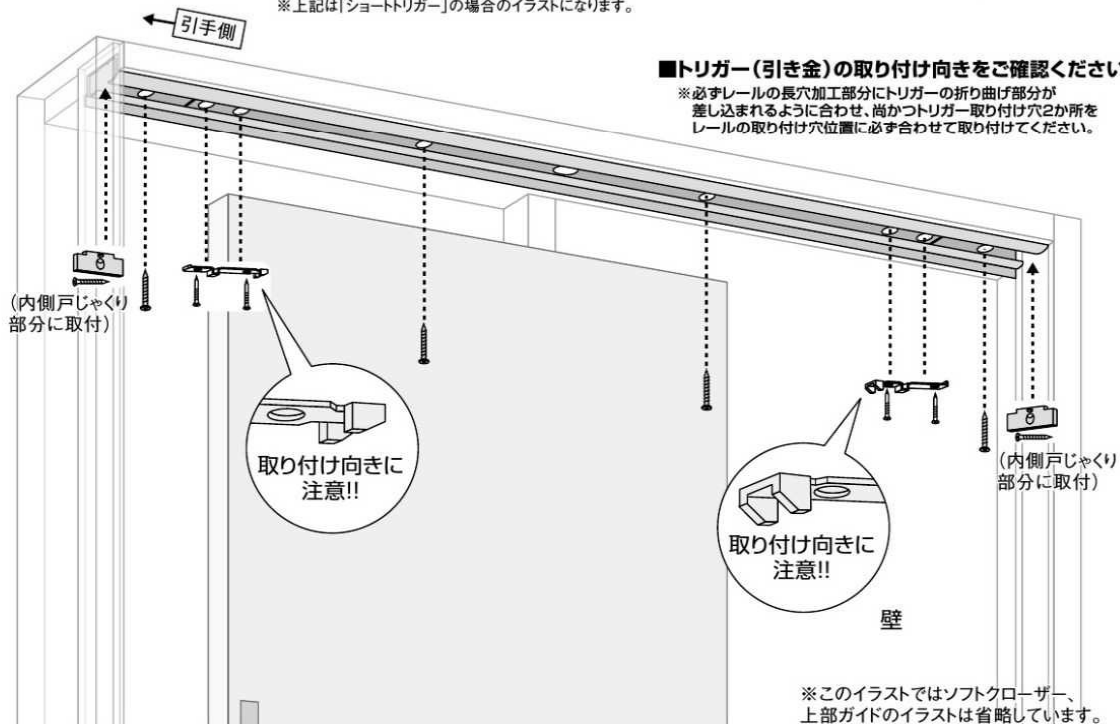 ※上記は「ショートトリガー」の場合のイラストになります。
引手側
■トリガー(引き金)の取り付け向きをご確認ください
※必ずレールの長穴加工部分にトリガーの折り曲げ部分が
差し込まれるように合わせ、尚かつトリガー取り付け穴2か所を
レールの取り付け穴位置に必ず合わせて取り付けてください。
(内側戸じゃくり
部分に取付)
取り付け向きに
注意!!
取り付け向きに
注意!!
(内側戸じゃくり
部分に取付)
壁
※このイラストではソフトクローザー、
上部ガイドのイラストは省略しています。